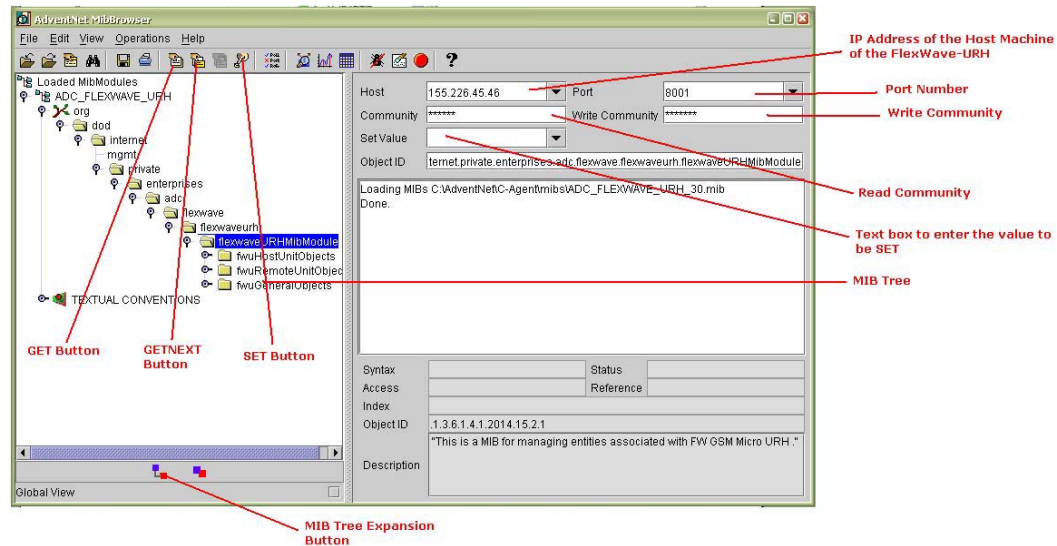 AdventNet MibBrowser
File Edit View Operations Help
Loaded MibModules
ADC_FLEXWAVE_URH
org
dod
internet
mgmt
private
enterprises
adc
flexwave
flexwaveurh
flexwaveURHMibModule
fwuHostUnitObjects
fwuRemoteUnitObjec
fwuGeneralObjects
TEXTUAL CONVENTIONS
GET Button
GETNEXT
Button
SET Button
Global View
MIB Tree Expansion
Button
Host 155.226.45.46 Port 8001
Community ****** Write Community *******
Set Value
Object ID ternet.private.enterprises.adc.flexwave.flexwaveurh.flexwaveURHMibModule
Loading MIBs C:\AdventNet\C-Agent\mibs\ADC_FLEXWAVE_URH_30.mib
Done.
Syntax Status
Access Reference
Index
Object ID .1.3.6.1.4.1.2014.15.2.1
Description "This is a MIB for managing entities associated with FW GSM Micro URH ."
IP Address of the Host Machine
of the FlexWave-URH
Port Number
Write Community
Read Community
Text box to enter the value to
be SET
MIB Tree